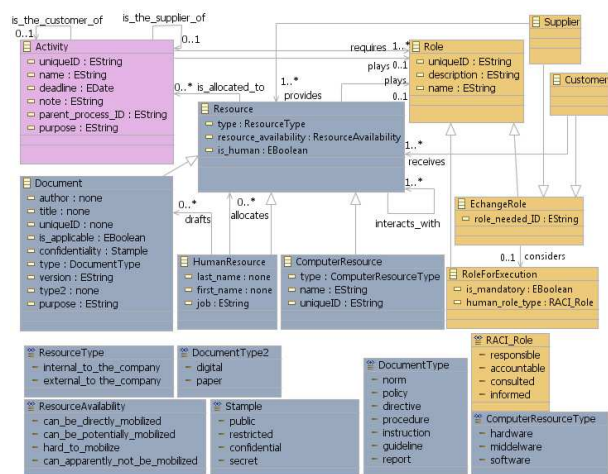 is_the_customer_of
is_the_supplier_of
0..1
0..1
Activity
uniqueID : EString
name : EString
deadline : EDate
note : EString
parent_process_ID : EString
purpose : EString
requires
1..*
plays
0..1
plays
0..1
Role
uniqueID : EString
description : EString
name : EString
Supplier
Customer
0..*
is_allocated_to
1..*
provides
Resource
type : ResourceType
resource_availability : ResourceAvailability
is_human : EBoolean
1..*
receives
1..*
interacts_with
Document
author : none
title : none
uniqueID : none
is_applicable : EBoolean
confidentiality : Stample
type : DocumentType
version : EString
type2 : none
purpose : EString
0..*
drafts
0..*
allocates
HumanResource
last_name : none
first_name : none
job : EString
ComputerResource
type : ComputerResourceType
name : EString
uniqueID : EString
EchangeRole
role_needed_ID : EString
0..1
considers
RoleForExecution
is_mandatory : EBoolean
human_role_type : RACI_Role
ResourceType
internal_to_the_company
external_to the_company
DocumentType2
digital
paper
ResourceAvailability
can_be_directly_mobilized
can_be_potentially_mobilized
hard_to_mobilize
can_apparently_not_be_mobilized
Stample
public
restricted
confidential
secret
DocumentType
norm
policy
directive
procedure
instruction
guideline
report
RACI_Role
responsible
accountable
consulted
informed
ComputerResourceType
hardware
middelware
software